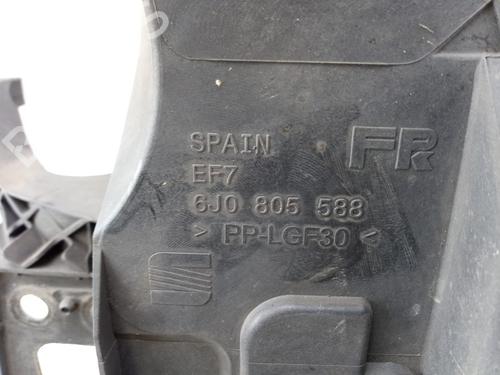 SPAIN
FR
EF7
6J0 805 588
> PP-LGF30 <